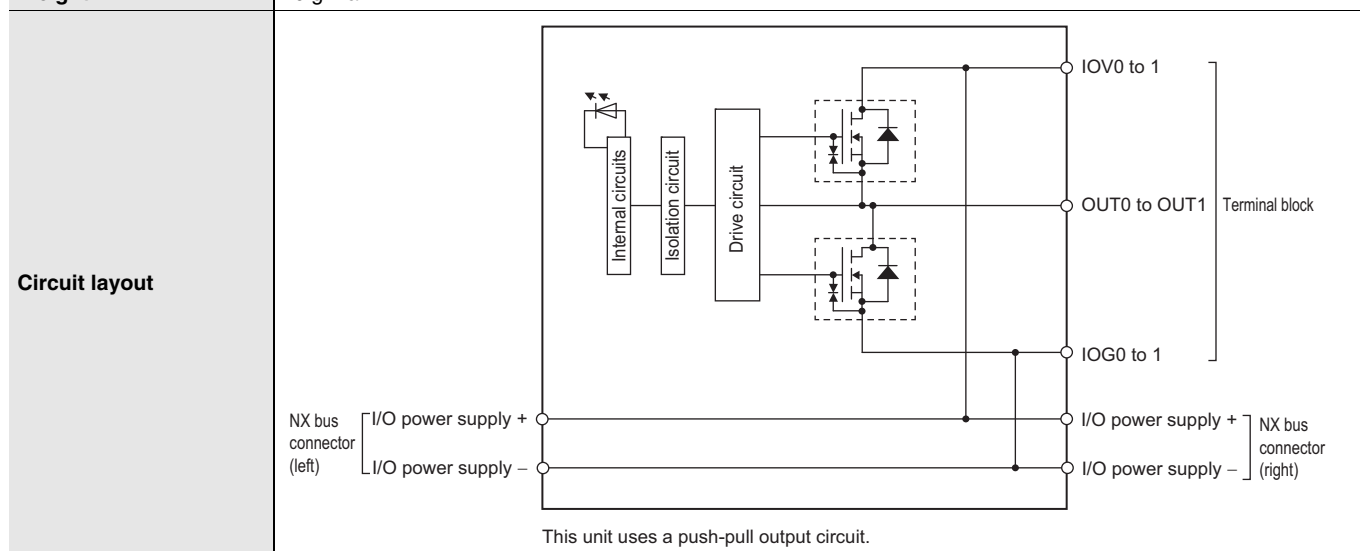 Circuit layout
Internal circuits
Isolation circuit
Drive circuit
IOV0 to 1
OUT0 to OUT1
Terminal block
IOG0 to 1
NX bus
connector
(left)
I/O power supply +
I/O power supply –
I/O power supply +
I/O power supply –
NX bus
connector
(right)
This unit uses a push-pull output circuit.